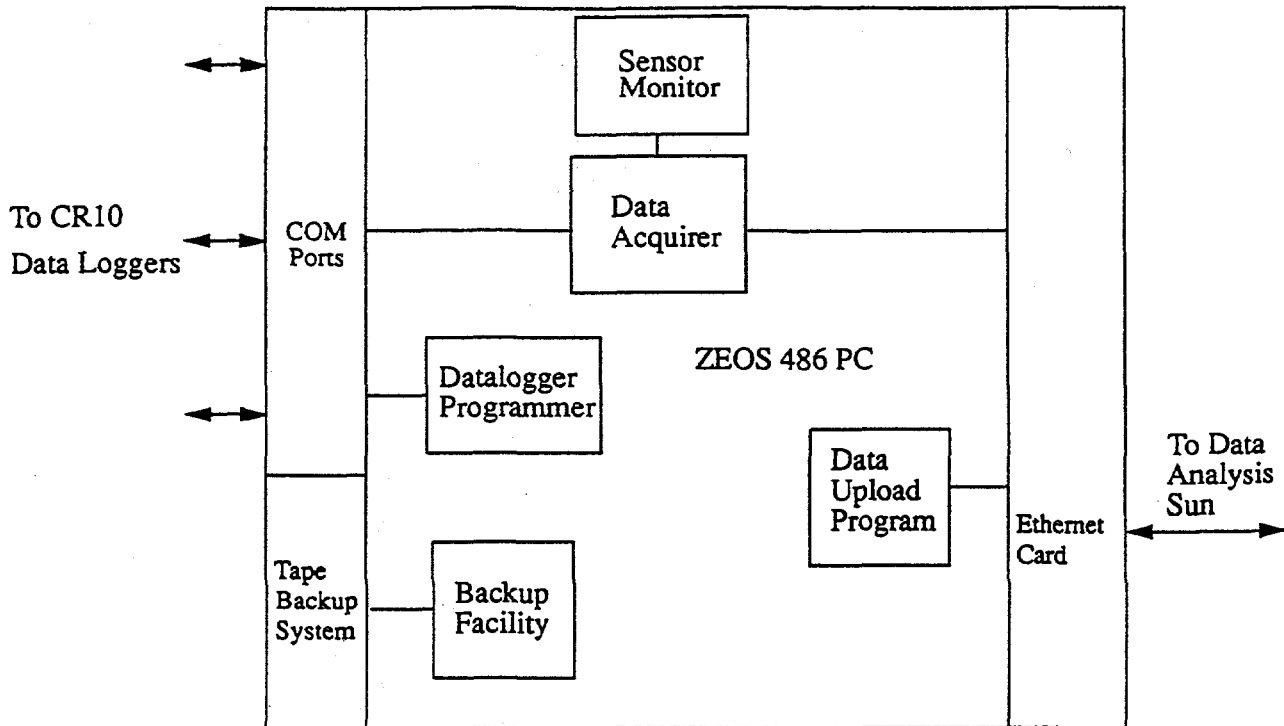 Sensor
Monitor
To CR10
Data Loggers
COM
Ports
Data
Acquirer
ZEOS 486 PC
Datalogger
Programmer
Data
Upload
Program
To Data
Analysis
Sun
Ethernet
Card
Tape
Backup
System
Backup
Facility